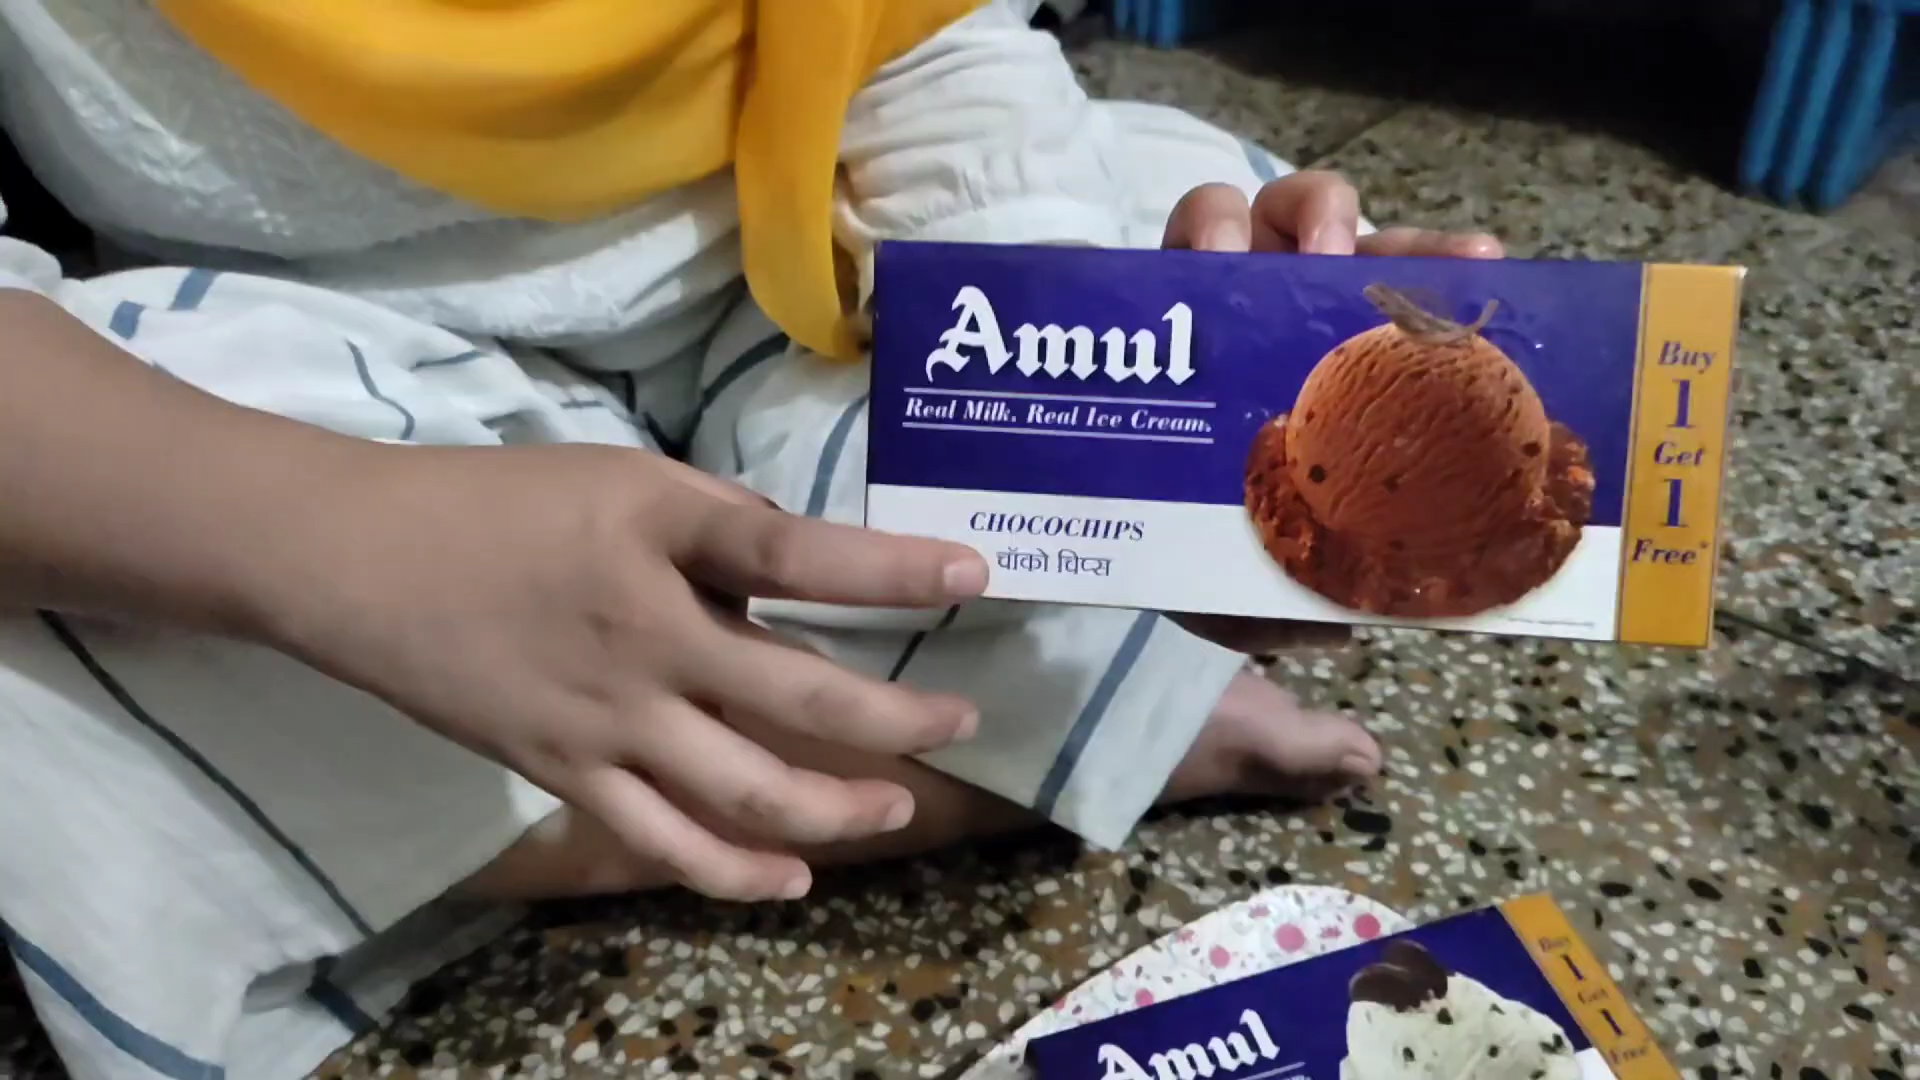 Amul
Real Milk. Real Ice Cream.
CHOCOCHIPS
चॉको चिप्स
Buy
1
Get
1
Free*
Amul
Buy
1
Get
1
Free*